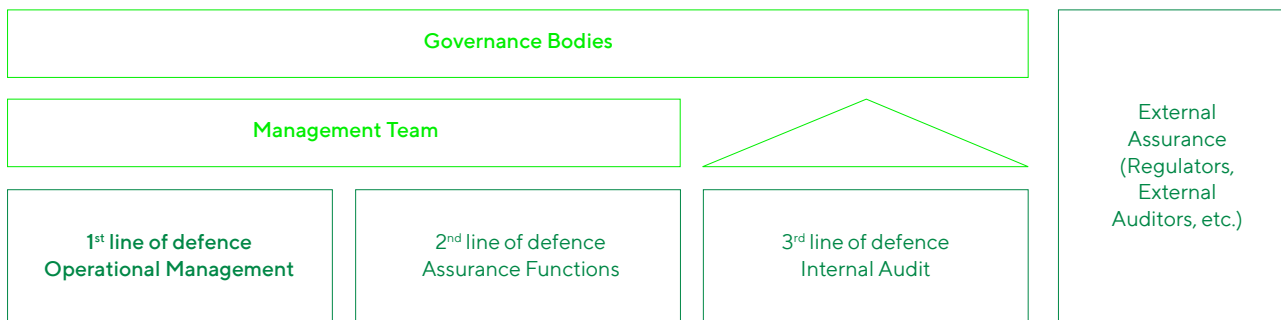 Governance Bodies
Management Team
1st line of defence
Operational Management
2nd line of defence
Assurance Functions
3rd line of defence
Internal Audit
External
Assurance
(Regulators,
External
Auditors, etc.)